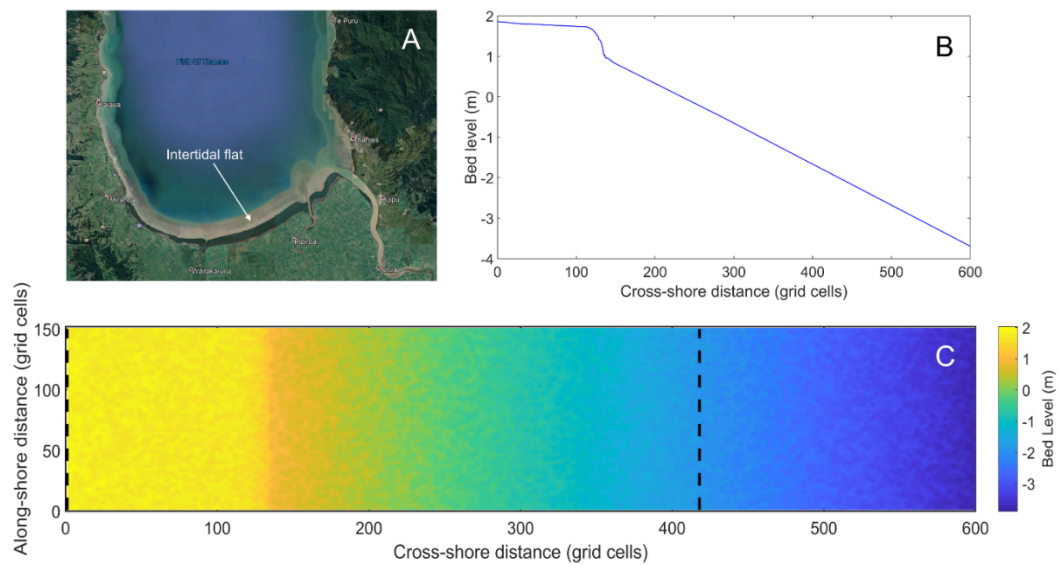 A
Te Puru
Firth Of Thames
Thames
Intertidal flat
Miranda
Kopu
Waitakaruru
B
2
1
0
-1
-2
-3
-4
Bed level (m)
0 100 200 300 400 500 600
Cross-shore distance (grid cells)
C
150
100
50
0
Along-shore distance (grid cells)
0 100 200 300 400 500 600
Cross-shore distance (grid cells)
2
1
0
-1
-2
-3
Bed Level (m)